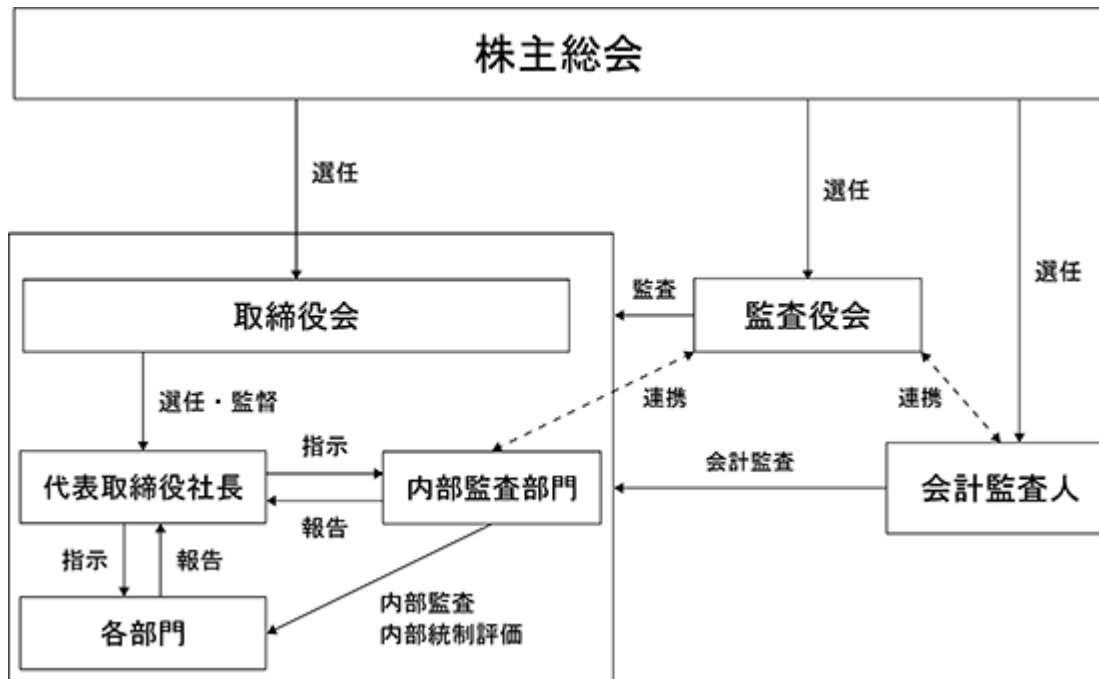 株主総会
選任
選任
選任
取締役会
監査
監査役会
選任・監督
連携
連携
代表取締役社長
指示
報告
内部監査部門
会計監査
会計監査人
指示
報告
各部門
内部監査
内部統制評価